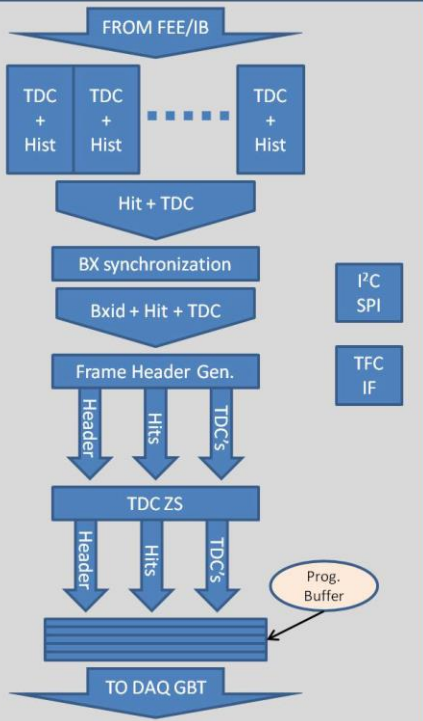 FROM FEE/IB
TDC
+
Hist
TDC
+
Hist
TDC
+
Hist
Hit + TDC
BX synchronization
I²C
SPI
Bxid + Hit + TDC
TFC
IF
Frame Header Gen.
Header
Hits
TDC's
TDC ZS
Header
Hits
TDC's
Prog.
Buffer
TO DAQ GBT